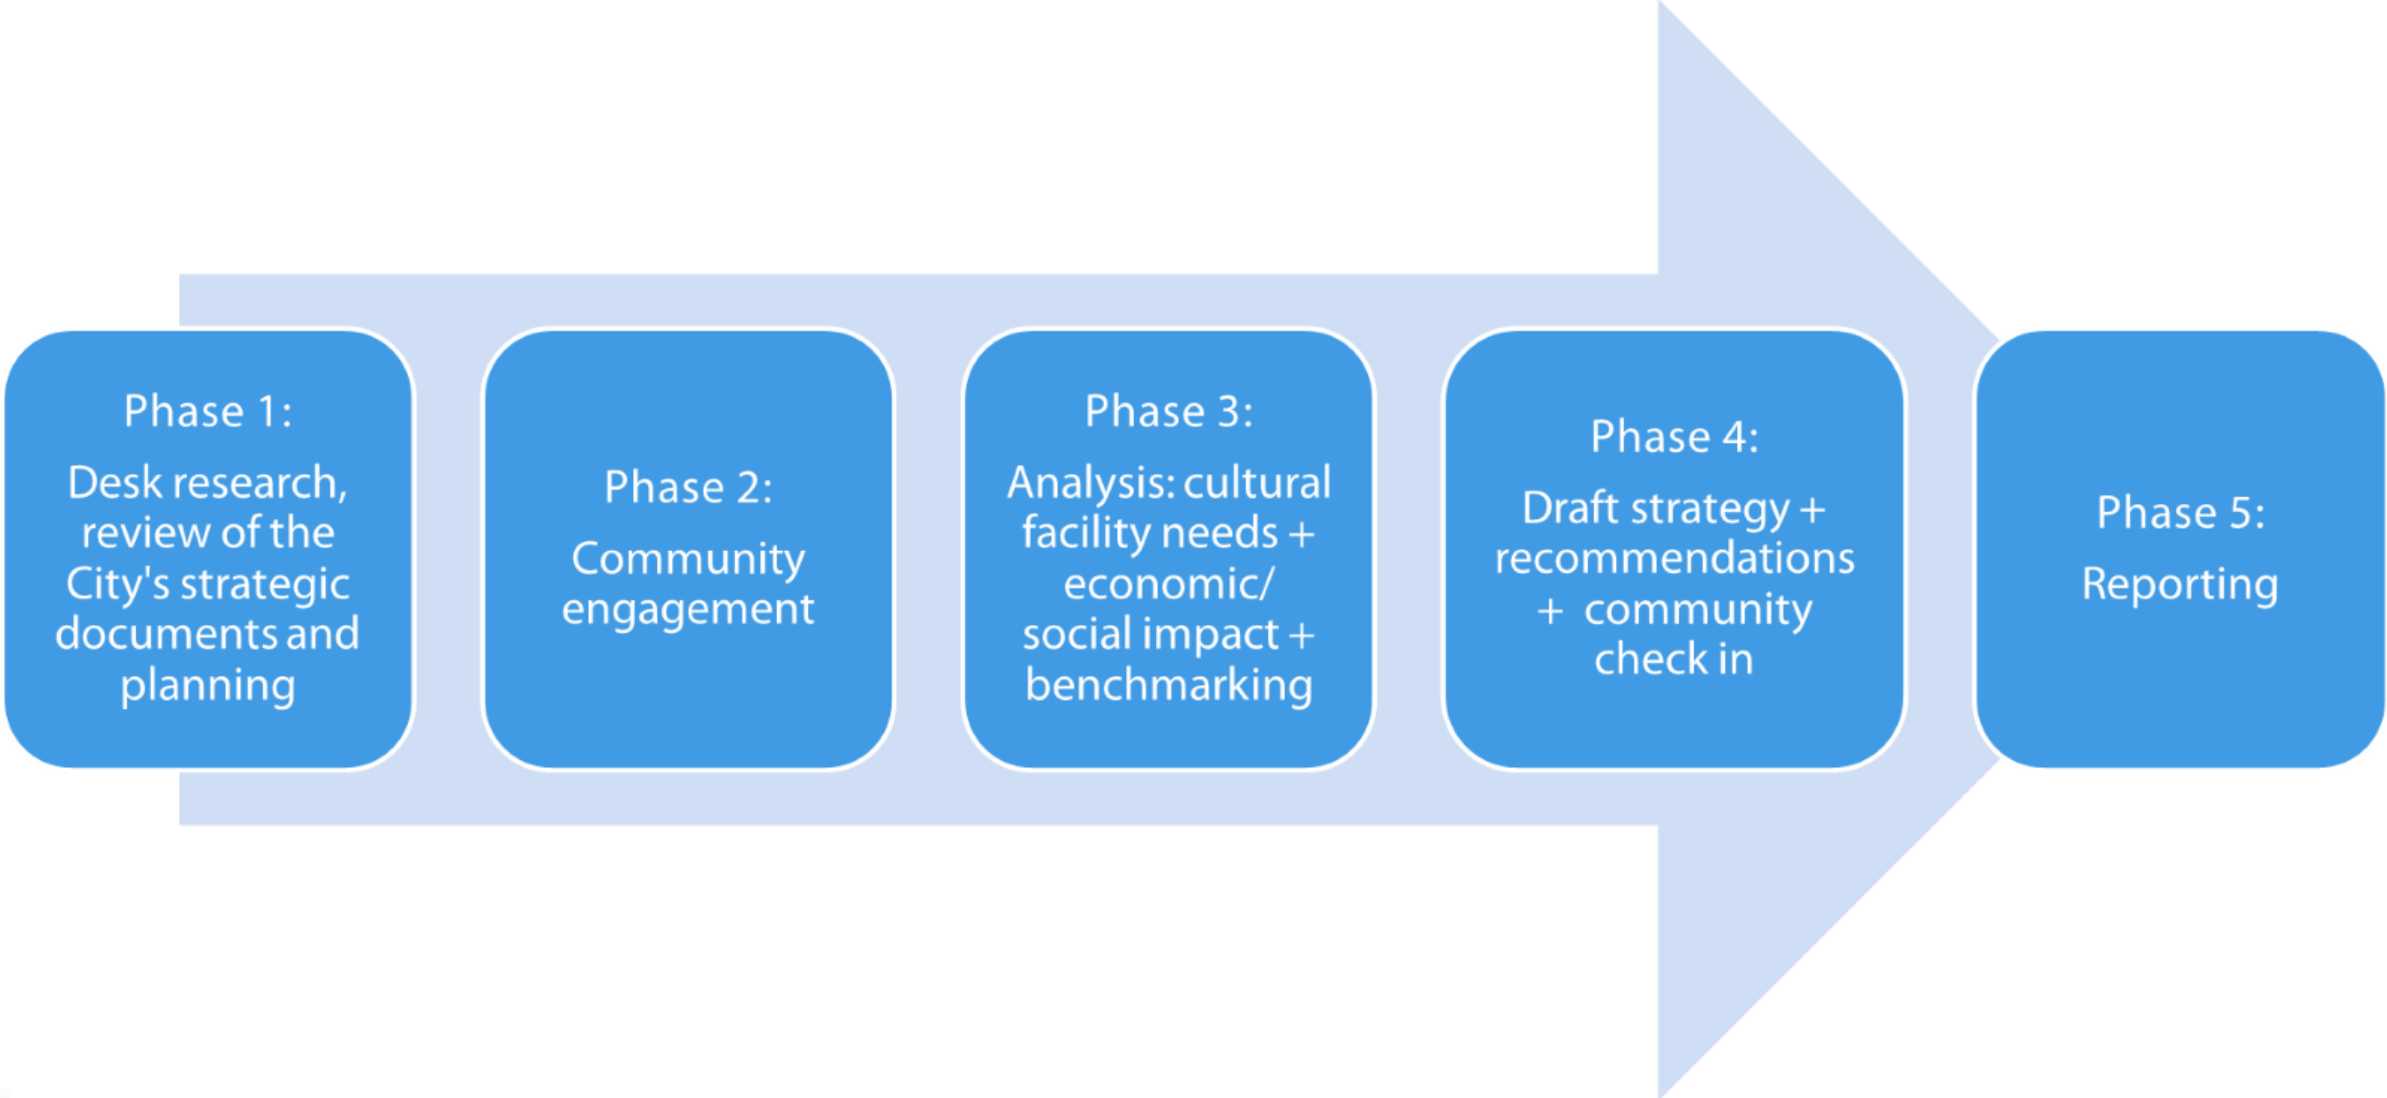 Phase 1:
Desk research,
review of the
City's strategic
documents and
planning
Phase 2:
Community
engagement
Phase 3:
Analysis: cultural
facility needs +
economic/
social impact +
benchmarking
Phase 4:
Draft strategy +
recommendations
+ community
check in
Phase 5:
Reporting